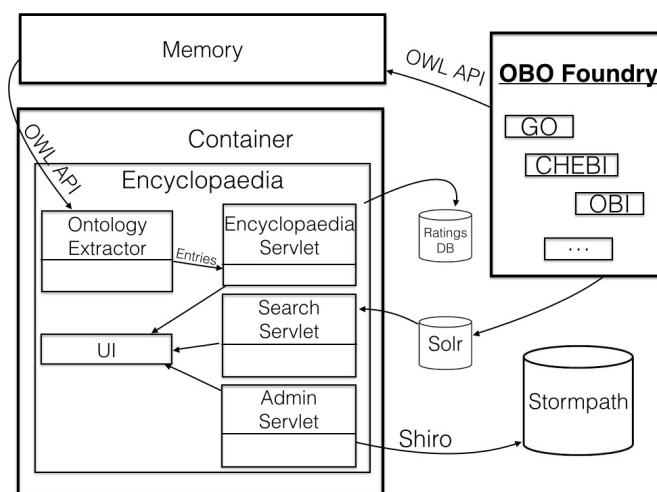 Memory
OWL API
OBO Foundry
GO
CHEBI
OBI
...
OWL API
Container
Encyclopaedia
Ontology
Extractor
Entries
Encyclopaedia
Servlet
Ratings
DB
Search
Servlet
Solr
UI
Admin
Servlet
Shiro
Stormpath